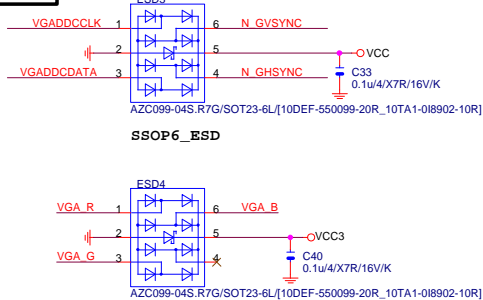 VGADDCCLK 1 6 N_GVSYNC
2 5 VCC
VGADDCDATA 3 4 N_GHSYNC
C33
0.1u/4/X7R/16V/K
AZC099-04S.R7G/SOT23-6L/[10DEF-550099-20R_10TA1-0I8902-10R]
SSOP6_ESD
ESD4
VGA_R 1 6 VGA_B
2 5 VCC3
VGA_G 3 4
C40
0.1u/4/X7R/16V/K
AZC099-04S.R7G/SOT23-6L/[10DEF-550099-20R_10TA1-0I8902-10R]